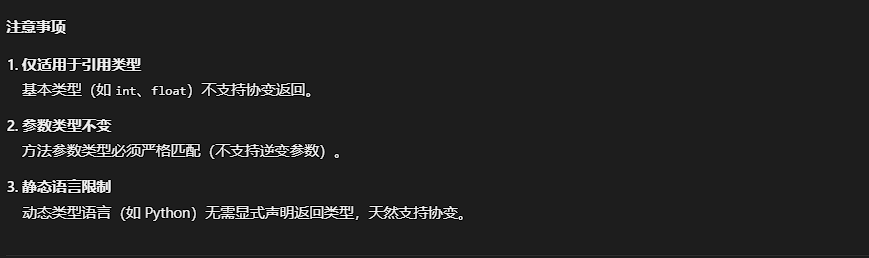 注意事项
1. 仅适用于引用类型
基本类型（如 int、float）不支持协变返回。
2. 参数类型不变
方法参数类型必须严格匹配（不支持逆变参数）。
3. 静态语言限制
动态类型语言（如 Python）无需显式声明返回类型，天然支持协变。